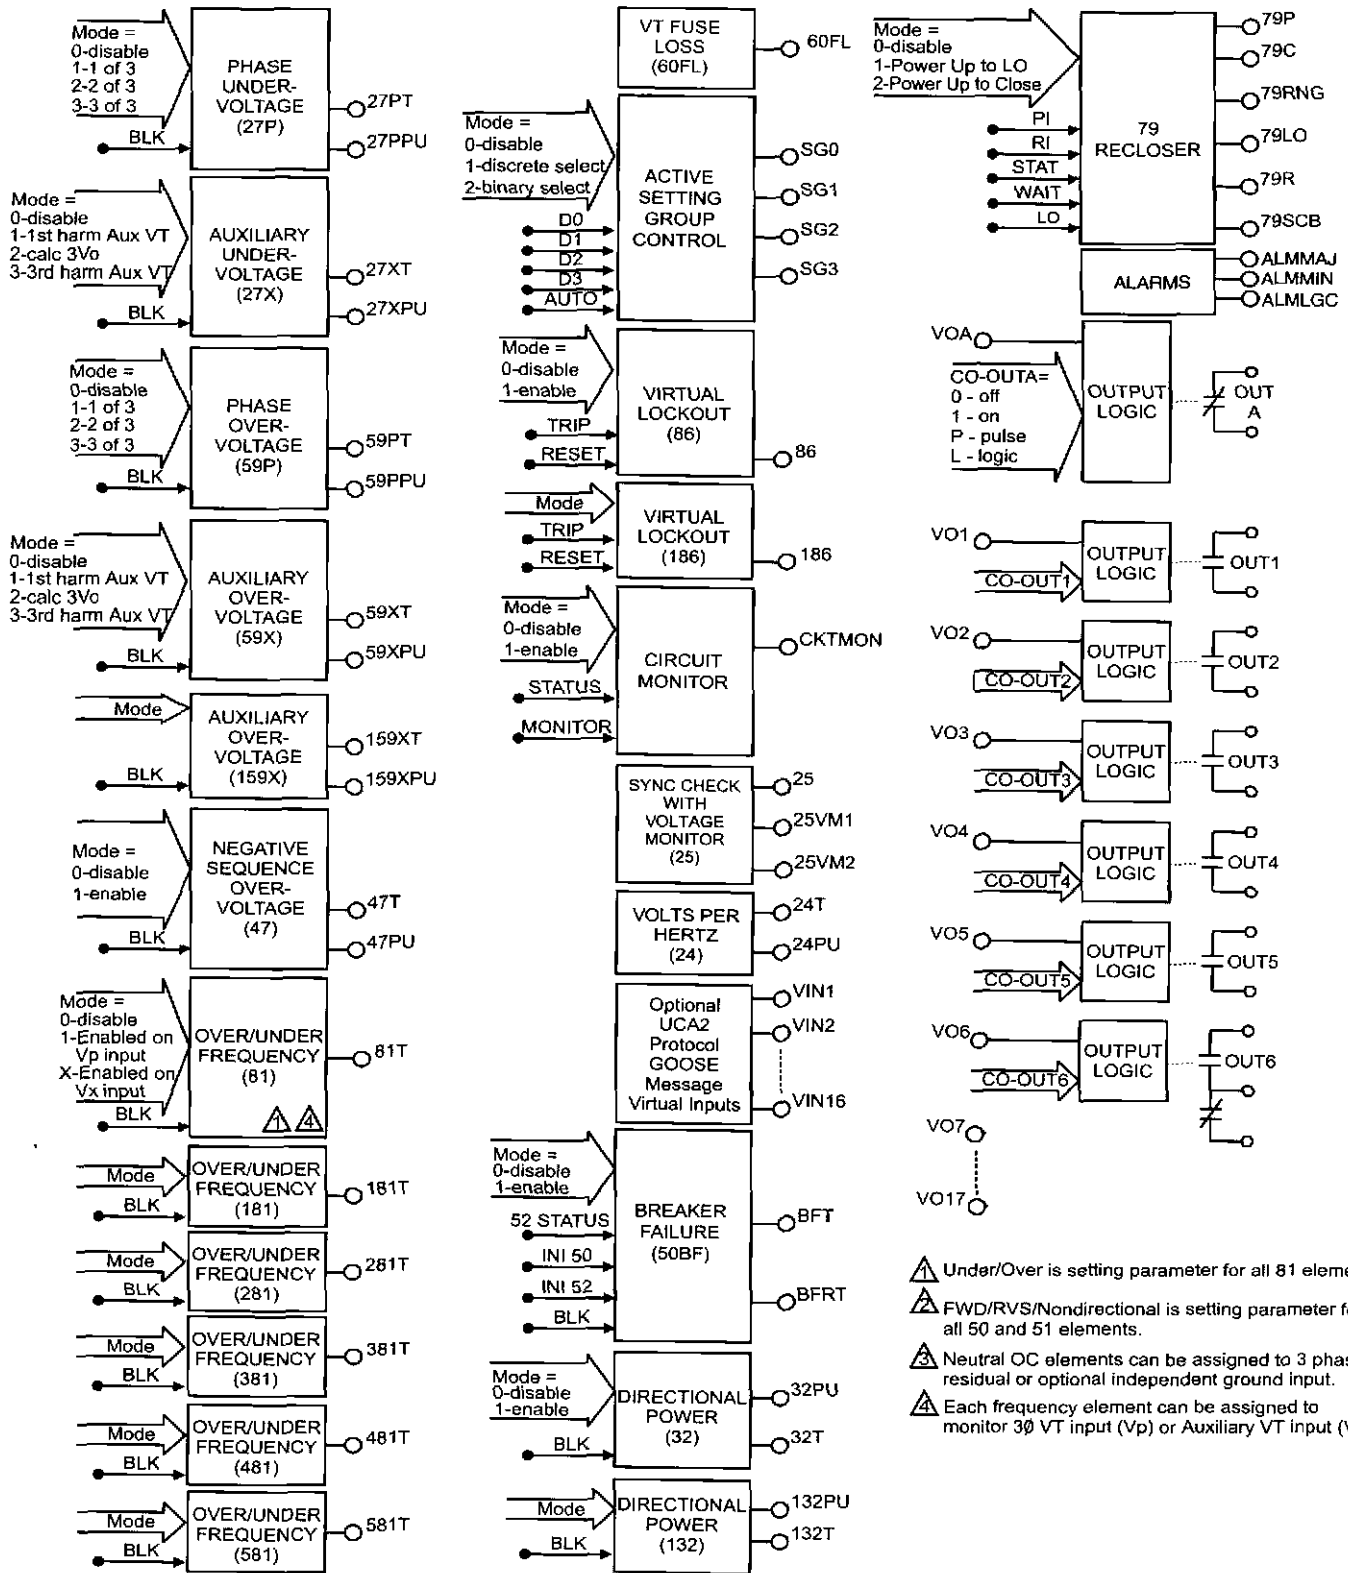 Mode =
0-disable
1-1 of 3
2-2 of 3
3-3 of 3
BLK
PHASE
UNDER-
VOLTAGE
(27P)
27PT
27PPU
Mode =
0-disable
1-1st harm Aux VT
2-calc 3Vo
3-3rd harm Aux VT
BLK
AUXILIARY
UNDER-
VOLTAGE
(27X)
27XT
27XPU
Mode =
0-disable
1-1 of 3
2-2 of 3
3-3 of 3
BLK
PHASE
OVER-
VOLTAGE
(59P)
59PT
59PPU
Mode =
0-disable
1-1st harm Aux VT
2-calc 3Vo
3-3rd harm Aux VT
BLK
AUXILIARY
OVER-
VOLTAGE
(59X)
59XT
59XPU
Mode
BLK
AUXILIARY
OVER-
VOLTAGE
(159X)
159XT
159XPU
Mode =
0-disable
1-enable
BLK
NEGATIVE
SEQUENCE
OVER-
VOLTAGE
(47)
47T
47PU
Mode =
0-disable
1-Enabled on
Vp input
X-Enabled on
Vx input
BLK
OVER/UNDER
FREQUENCY
(81)
1 4
81T
Mode
BLK
OVER/UNDER
FREQUENCY
(181)
181T
Mode
BLK
OVER/UNDER
FREQUENCY
(281)
281T
Mode
BLK
OVER/UNDER
FREQUENCY
(381)
381T
Mode
BLK
OVER/UNDER
FREQUENCY
(481)
481T
Mode
BLK
OVER/UNDER
FREQUENCY
(581)
581T
VT FUSE
LOSS
(60FL)
60FL
Mode =
0-disable
1-discrete select
2-binary select
D0
D1
D2
D3
AUTO
ACTIVE
SETTING
GROUP
CONTROL
SG0
SG1
SG2
SG3
Mode =
0-disable
1-enable
TRIP
RESET
VIRTUAL
LOCKOUT
(86)
86
Mode
TRIP
RESET
VIRTUAL
LOCKOUT
(186)
186
Mode =
0-disable
1-enable
STATUS
MONITOR
CIRCUIT
MONITOR
CKTMON
SYNC CHECK
WITH
VOLTAGE
MONITOR
(25)
25
25VM1
25VM2
VOLTS PER
HERTZ
(24)
24T
24PU
Optional
UCA2
Protocol
GOOSE
Message
Virtual Inputs
VIN1
VIN2
VIN16
Mode =
0-disable
1-enable
52 STATUS
INI 50
INI 52
BLK
BREAKER
FAILURE
(50BF)
BFT
BFRT
Mode =
0-disable
1-enable
BLK
DIRECTIONAL
POWER
(32)
32PU
32T
Mode
BLK
DIRECTIONAL
POWER
(132)
132PU
132T
Mode =
0-disable
1-Power Up to LO
2-Power Up to Close
PI
RI
STAT
WAIT
LO
79
RECLOSER
79P
79C
79RNG
79LO
79R
79SCB
ALARMS
ALMMAJ
ALMMIN
ALMLGC
VOA
CO-OUTA=
0 - off
1 - on
P - pulse
L - logic
OUTPUT
LOGIC
OUT
A
VO1
CO-OUT1
OUTPUT
LOGIC
OUT1
VO2
CO-OUT2
OUTPUT
LOGIC
OUT2
VO3
CO-OUT3
OUTPUT
LOGIC
OUT3
VO4
CO-OUT4
OUTPUT
LOGIC
OUT4
VO5
CO-OUT5
OUTPUT
LOGIC
OUT5
VO6
CO-OUT6
OUTPUT
LOGIC
OUT6
VO7
VO17
1 Under/Over is setting parameter for all 81 eleme
2 FWD/RVS/Nondirectional is setting parameter f
all 50 and 51 elements.
3 Neutral OC elements can be assigned to 3 phas
residual or optional independent ground input.
4 Each frequency element can be assigned to
monitor 3Ø VT input (Vp) or Auxiliary VT input (V